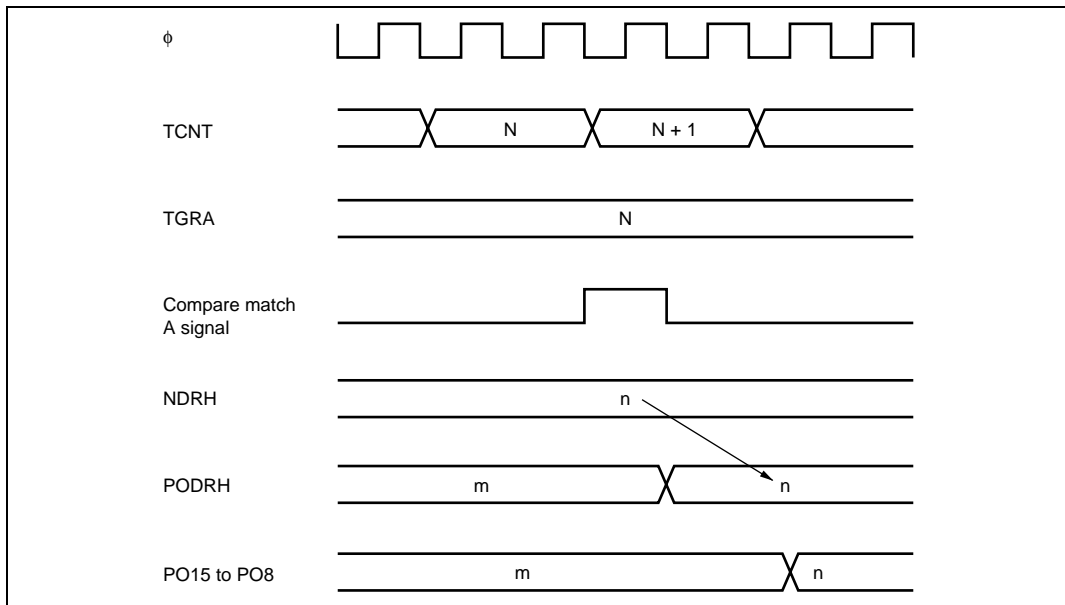 ϕ
TCNT
N
N + 1
TGRA
N
Compare match
A signal
NDRH
n
PODRH
m
n
PO15 to PO8
m
n